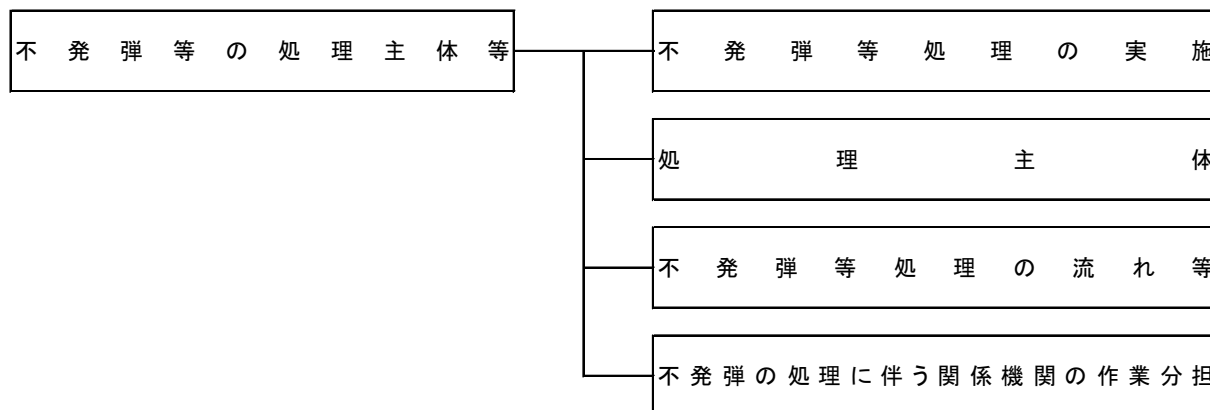 不発弾等の処理主体等
不発弾等処理の実施
処理主体
不発弾等処理の流れ等
不発弾の処理に伴う関係機関の作業分担